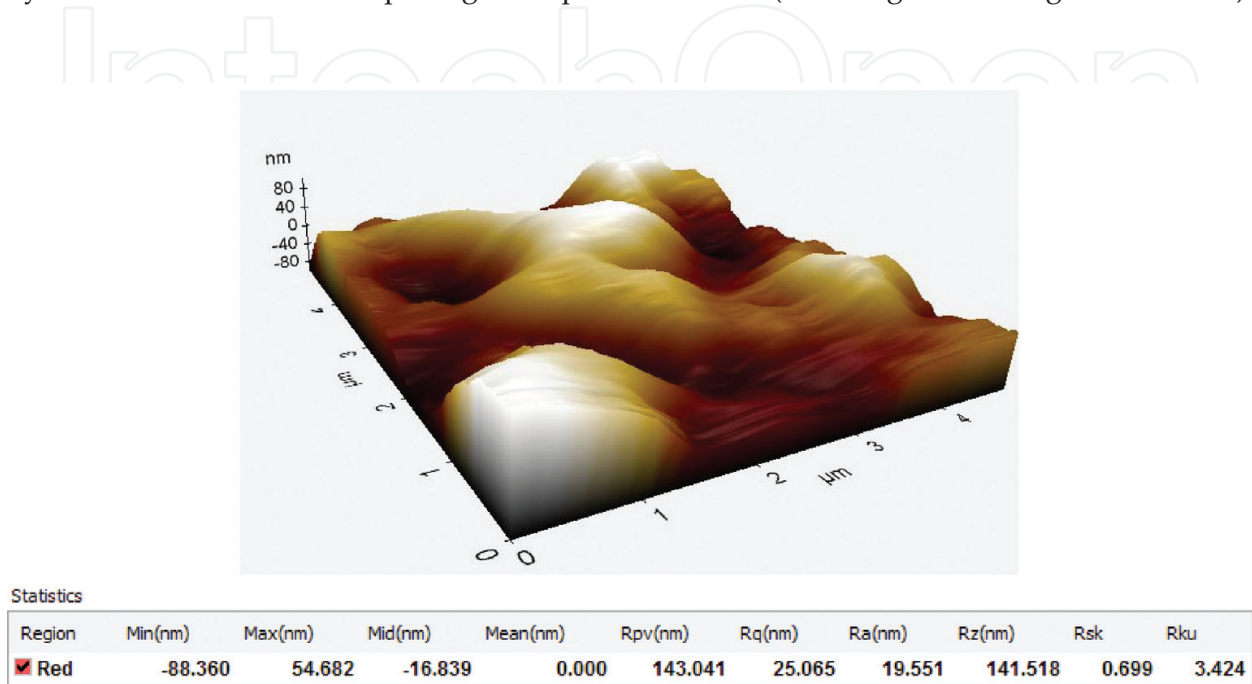 IntechOpen
nm
80
40
0
-40
-80
4
3
µm
2
1
0
0
1
2
µm
3
4
Statistics
Region Min(nm) Max(nm) Mid(nm) Mean(nm) Rpv(nm) Rq(nm) Ra(nm) Rz(nm) Rsk Rku
Red -88.360 54.682 -16.839 0.000 143.041 25.065 19.551 141.518 0.699 3.424